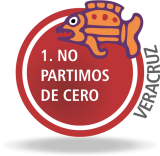 1. NO
PARTIMOS
DE CERO
VERACRUZ